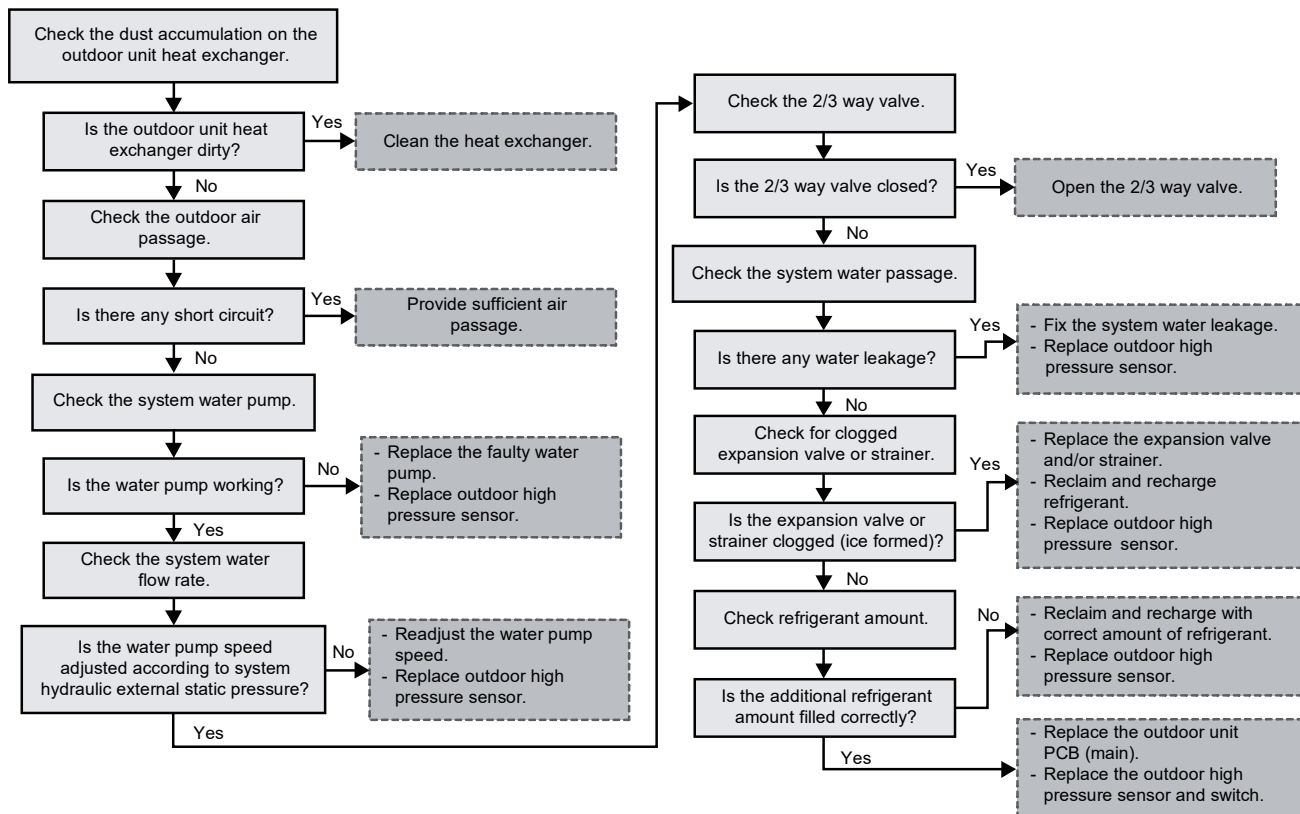 Check the dust accumulation on the
outdoor unit heat exchanger.
Is the outdoor unit heat
exchanger dirty?
Yes
Clean the heat exchanger.
No
Check the outdoor air
passage.
Is there any short circuit?
Yes
Provide sufficient air
passage.
No
Check the system water pump.
Is the water pump working?
No
- Replace the faulty water
pump.
- Replace outdoor high
pressure sensor.
Yes
Check the system water
flow rate.
Is the water pump speed
adjusted according to system
hydraulic external static pressure?
No
- Readjust the water pump
speed.
- Replace outdoor high
pressure sensor.
Yes
Check the 2/3 way valve.
Is the 2/3 way valve closed?
Yes
Open the 2/3 way valve.
No
Check the system water passage.
Is there any water leakage?
Yes
- Fix the system water leakage.
- Replace outdoor high
pressure sensor.
No
Check for clogged
expansion valve or strainer.
Is the expansion valve or
strainer clogged (ice formed)?
Yes
- Replace the expansion valve
and/or strainer.
- Reclaim and recharge
refrigerant.
- Replace outdoor high
pressure sensor.
No
Check refrigerant amount.
Is the additional refrigerant
amount filled correctly?
No
- Reclaim and recharge with
correct amount of refrigerant.
- Replace outdoor high
pressure sensor.
Yes
- Replace the outdoor unit
PCB (main).
- Replace the outdoor high
pressure sensor and switch.